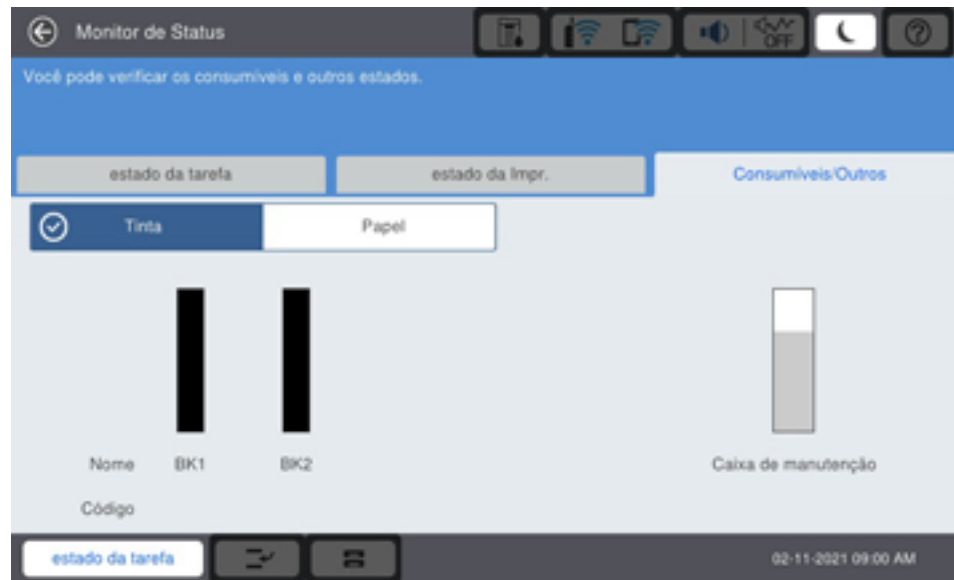 Monitor de Status
OFF
Você pode verificar os consumíveis e outros estados.
estado da tarefa
estado da Impr.
Consumíveis/Outros
Tinta
Papel
Nome
BK1
BK2
Caixa de manutenção
Código
estado da tarefa
02-11-2021 09:00 AM